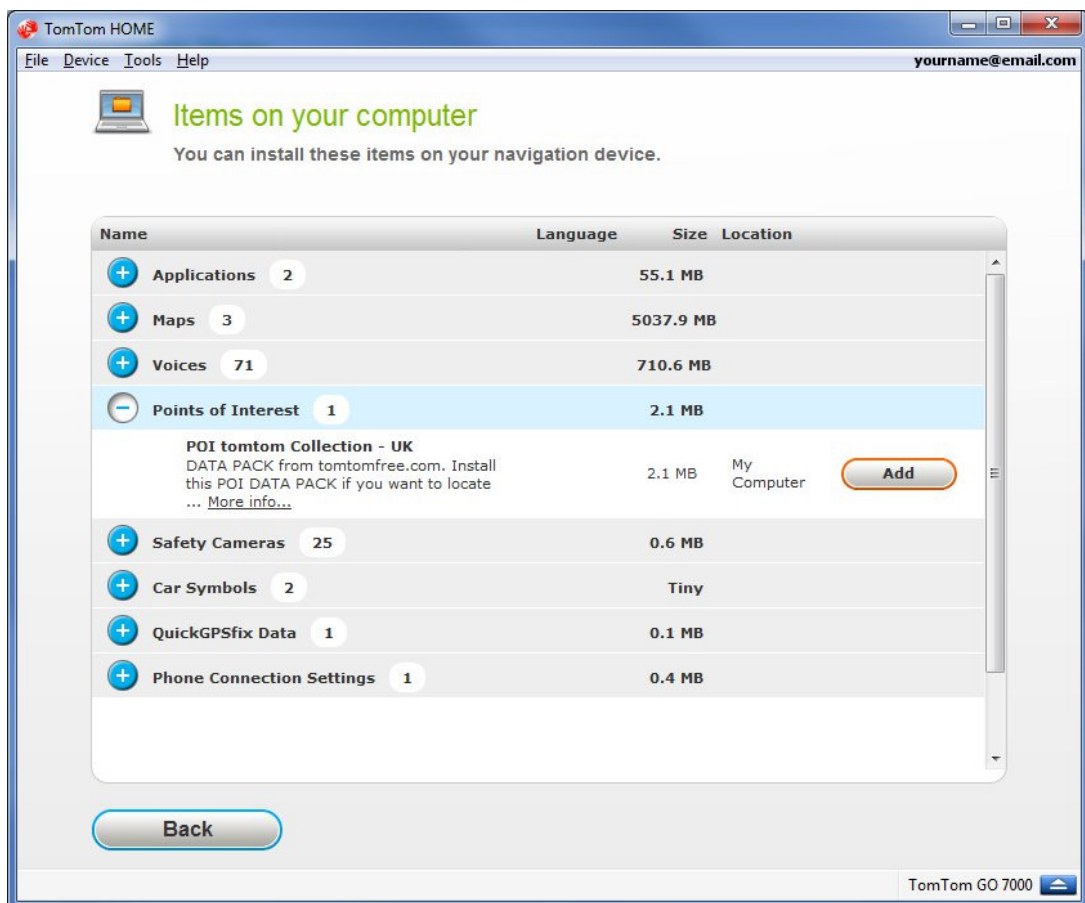 TomTom HOME
File Device Tools Help yourname@email.com
Items on your computer
You can install these items on your navigation device.
Name Language Size Location
Applications 2 55.1 MB
Maps 3 5037.9 MB
Voices 71 710.6 MB
Points of Interest 1 2.1 MB
POI tomtom Collection - UK
DATA PACK from tomtomfree.com. Install
this POI DATA PACK if you want to locate
... More info...
2.1 MB
My
Computer
Add
Safety Cameras 25 0.6 MB
Car Symbols 2 Tiny
QuickGPSfix Data 1 0.1 MB
Phone Connection Settings 1 0.4 MB
Back
TomTom GO 7000